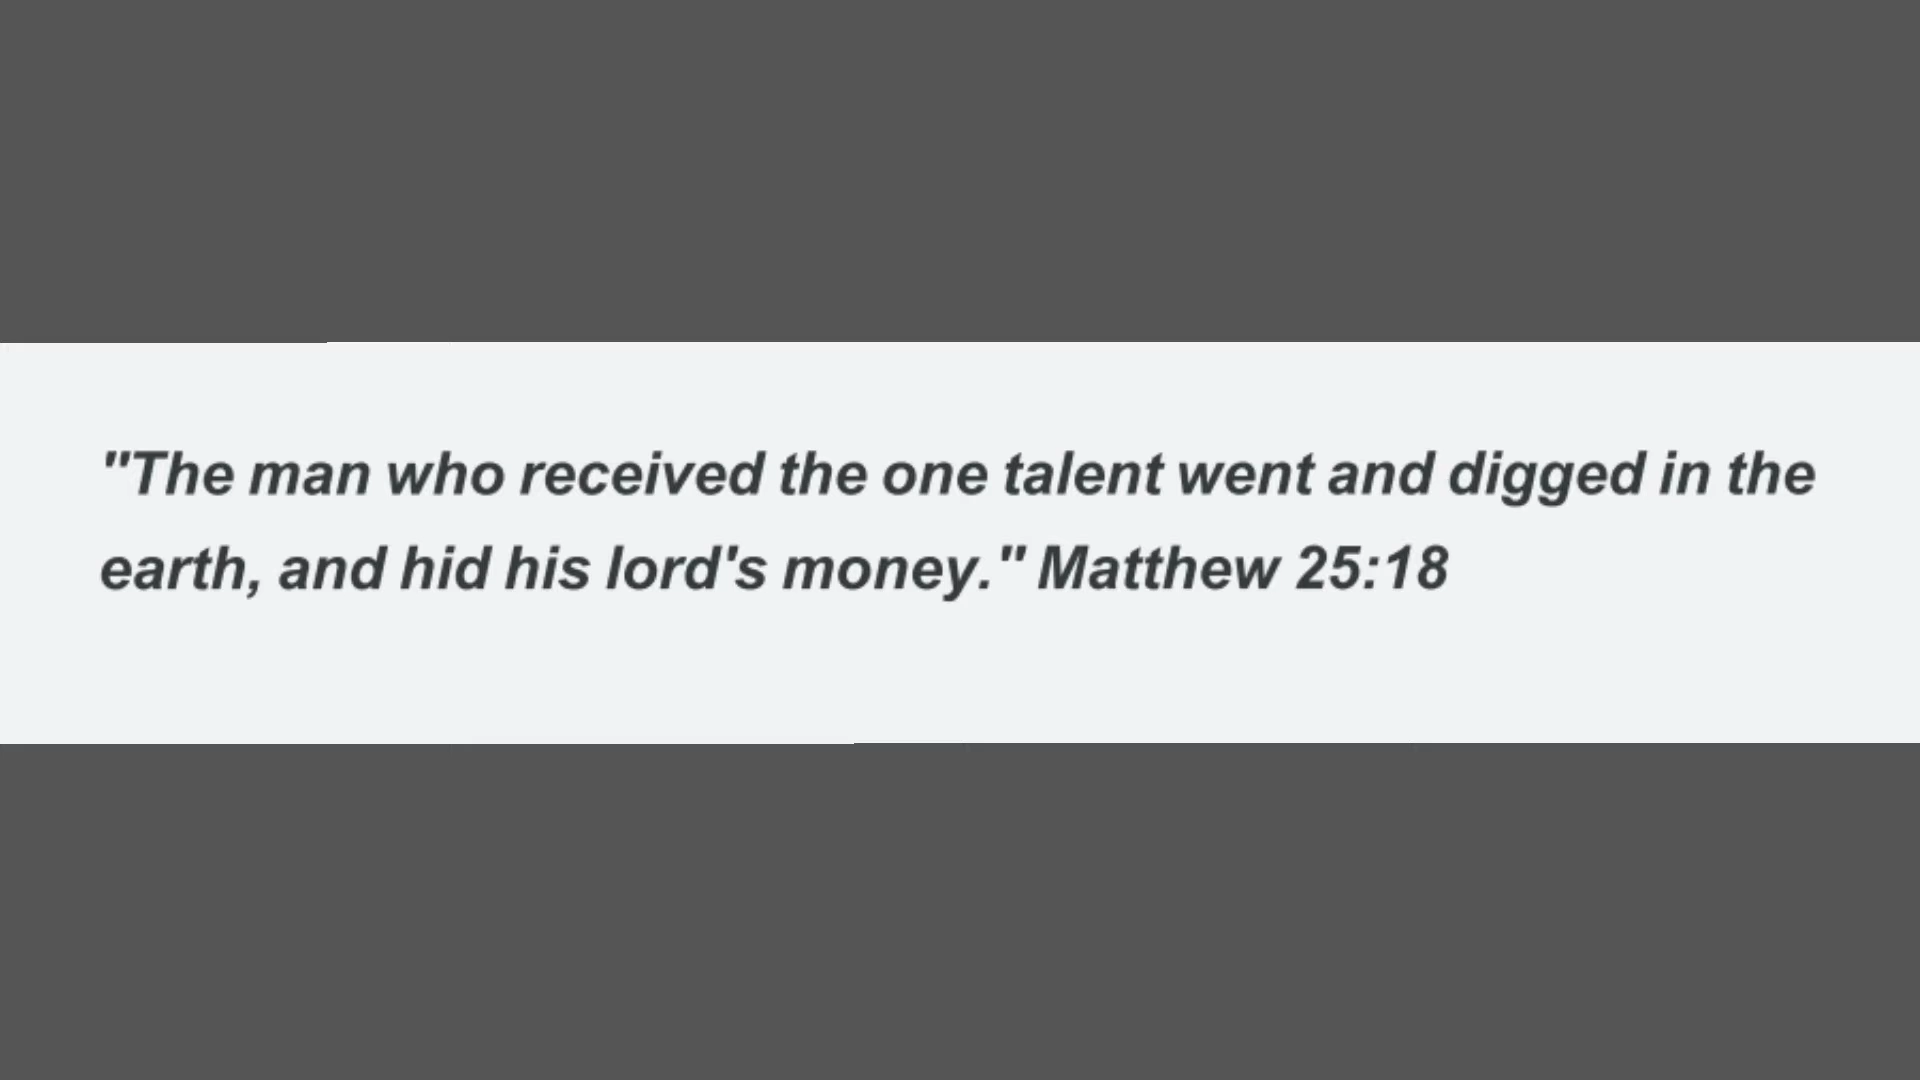 "The man who received the one talent went and digged in the
earth, and hid his lord's money." Matthew 25:18